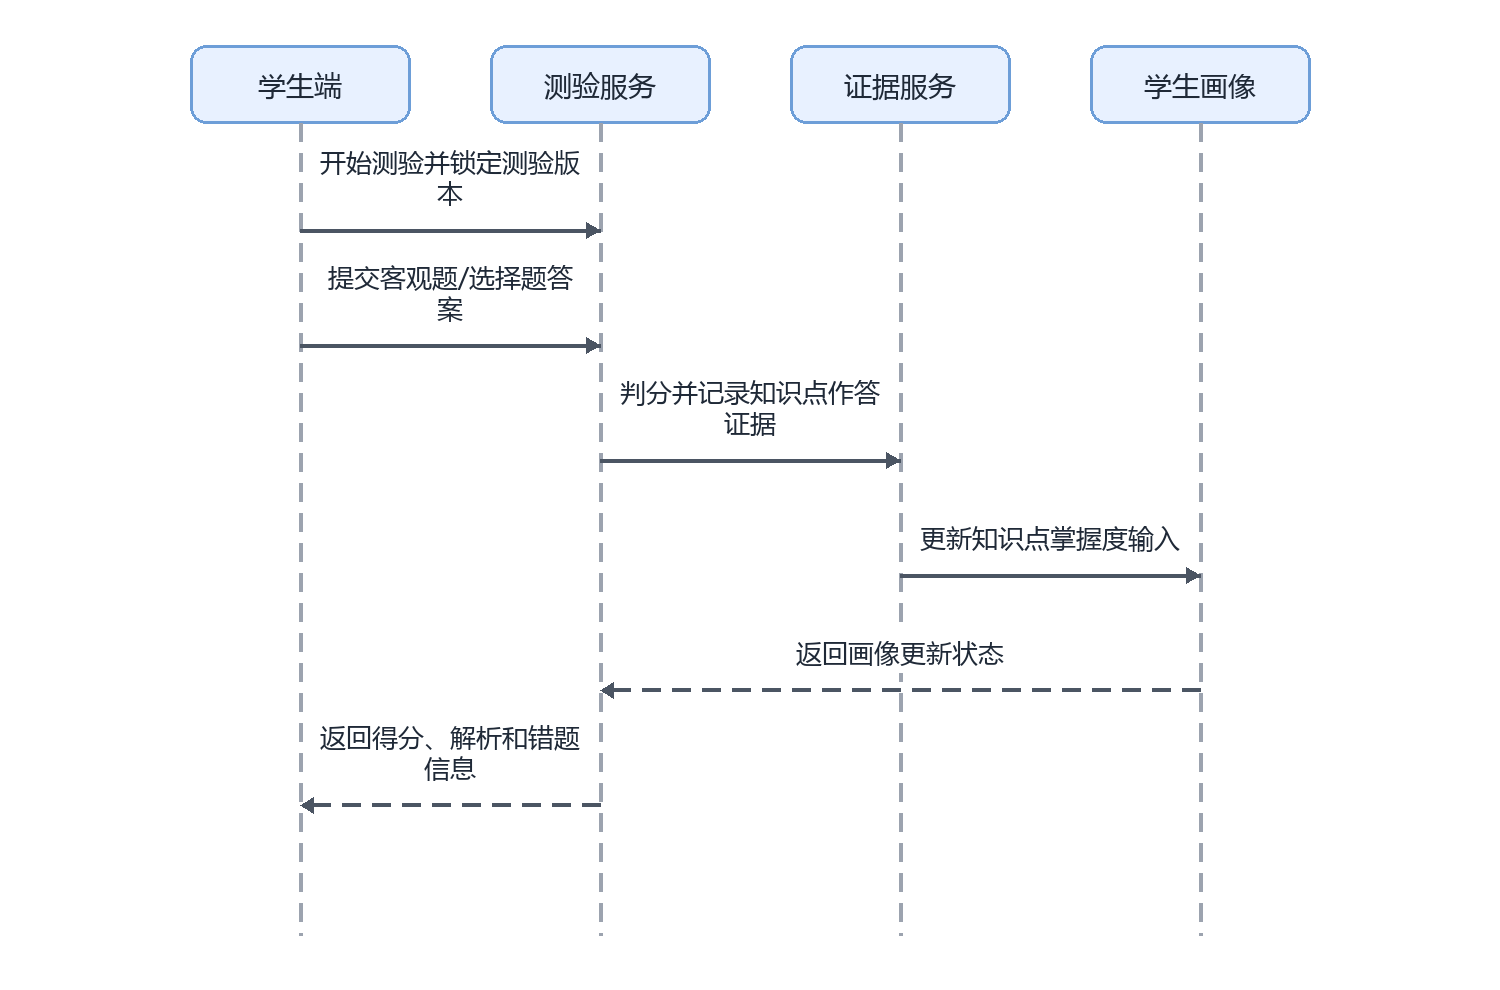 学生端
测验服务
证据服务
学生画像
开始测验并锁定测验版
本
提交客观题/选择题答
案
判分并记录知识点作答
证据
更新知识点掌握度输入
返回画像更新状态
返回得分、解析和错题
信息